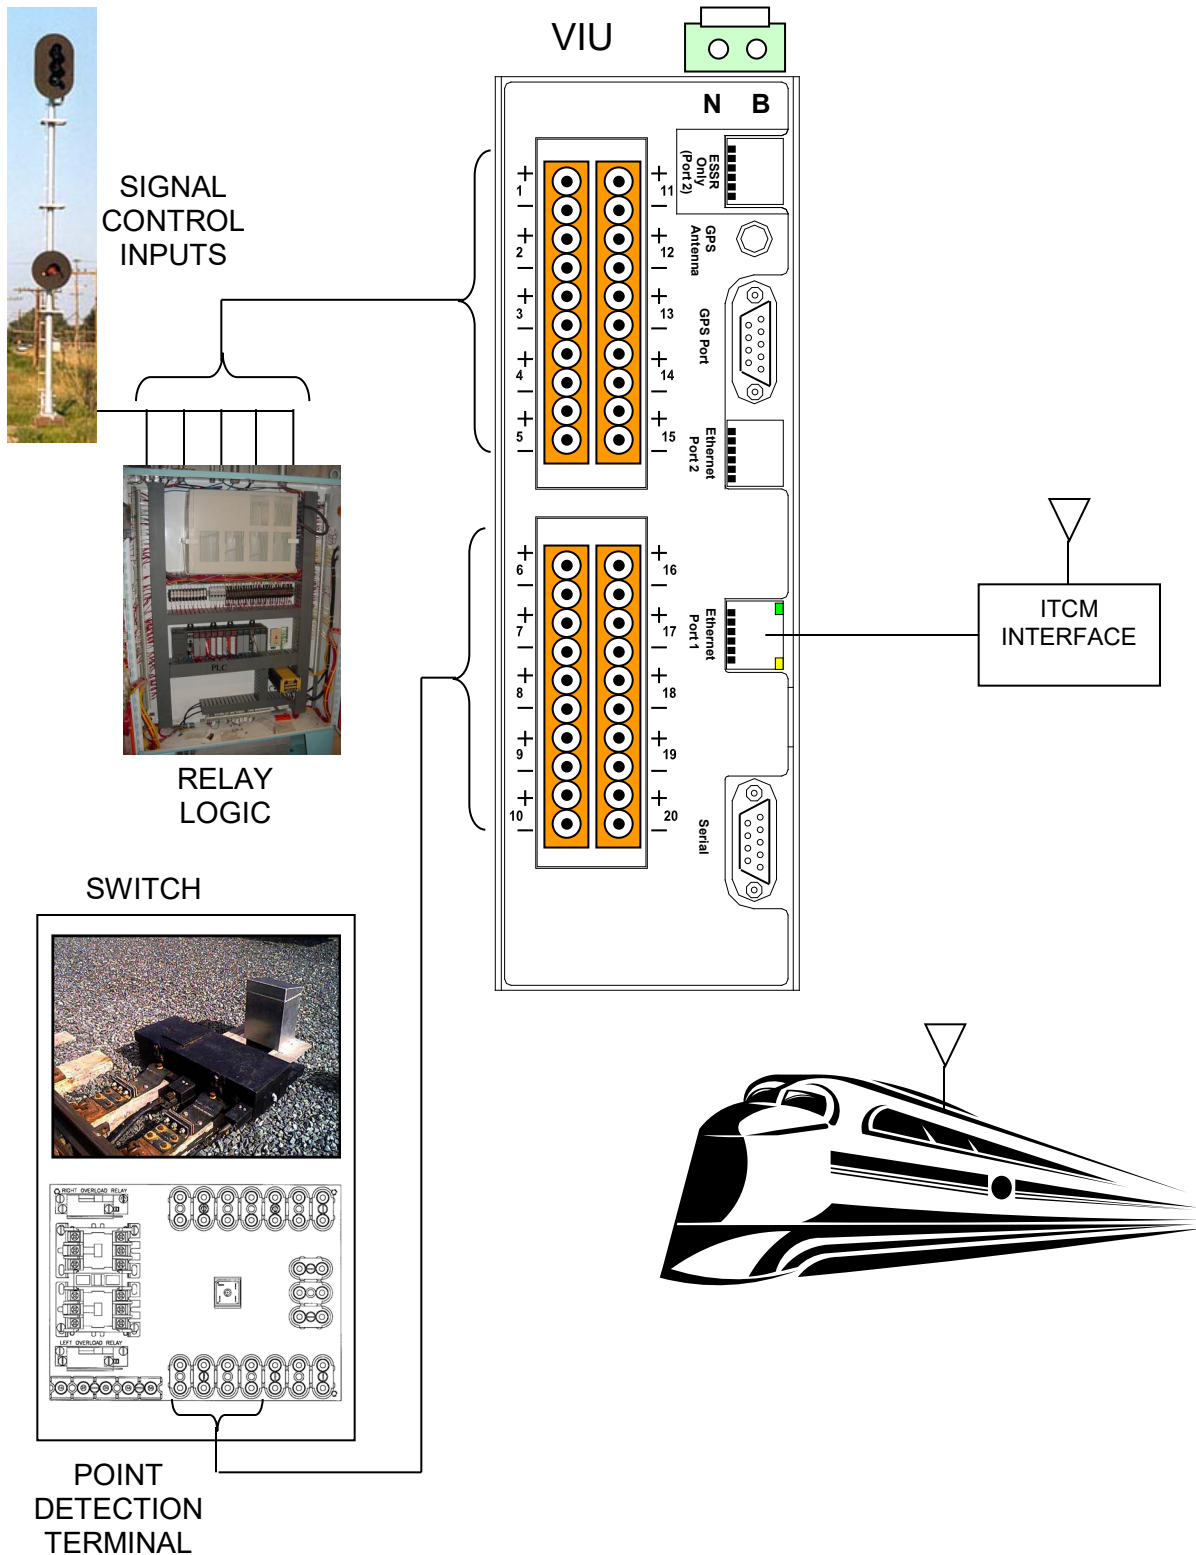 VIU
N B
SIGNAL
CONTROL
INPUTS
+
1
−
+
2
−
+
3
−
+
4
−
+
5
−
+
11
−
+
12
−
+
13
−
+
14
−
+
15
−
ESSR
Only
(Port 2)
GPS
Antenna
GPS Port
Ethernet
Port 2
+
6
−
+
7
−
+
8
−
+
9
−
+
10
−
+
16
−
+
17
−
+
18
−
+
19
−
+
20
−
Ethernet
Port 1
Serial
ITCM
INTERFACE
PLC
RELAY
LOGIC
SWITCH
RIGHT OVERLOAD RELAY
LEFT OVERLOAD RELAY
POINT
DETECTION
TERMINAL